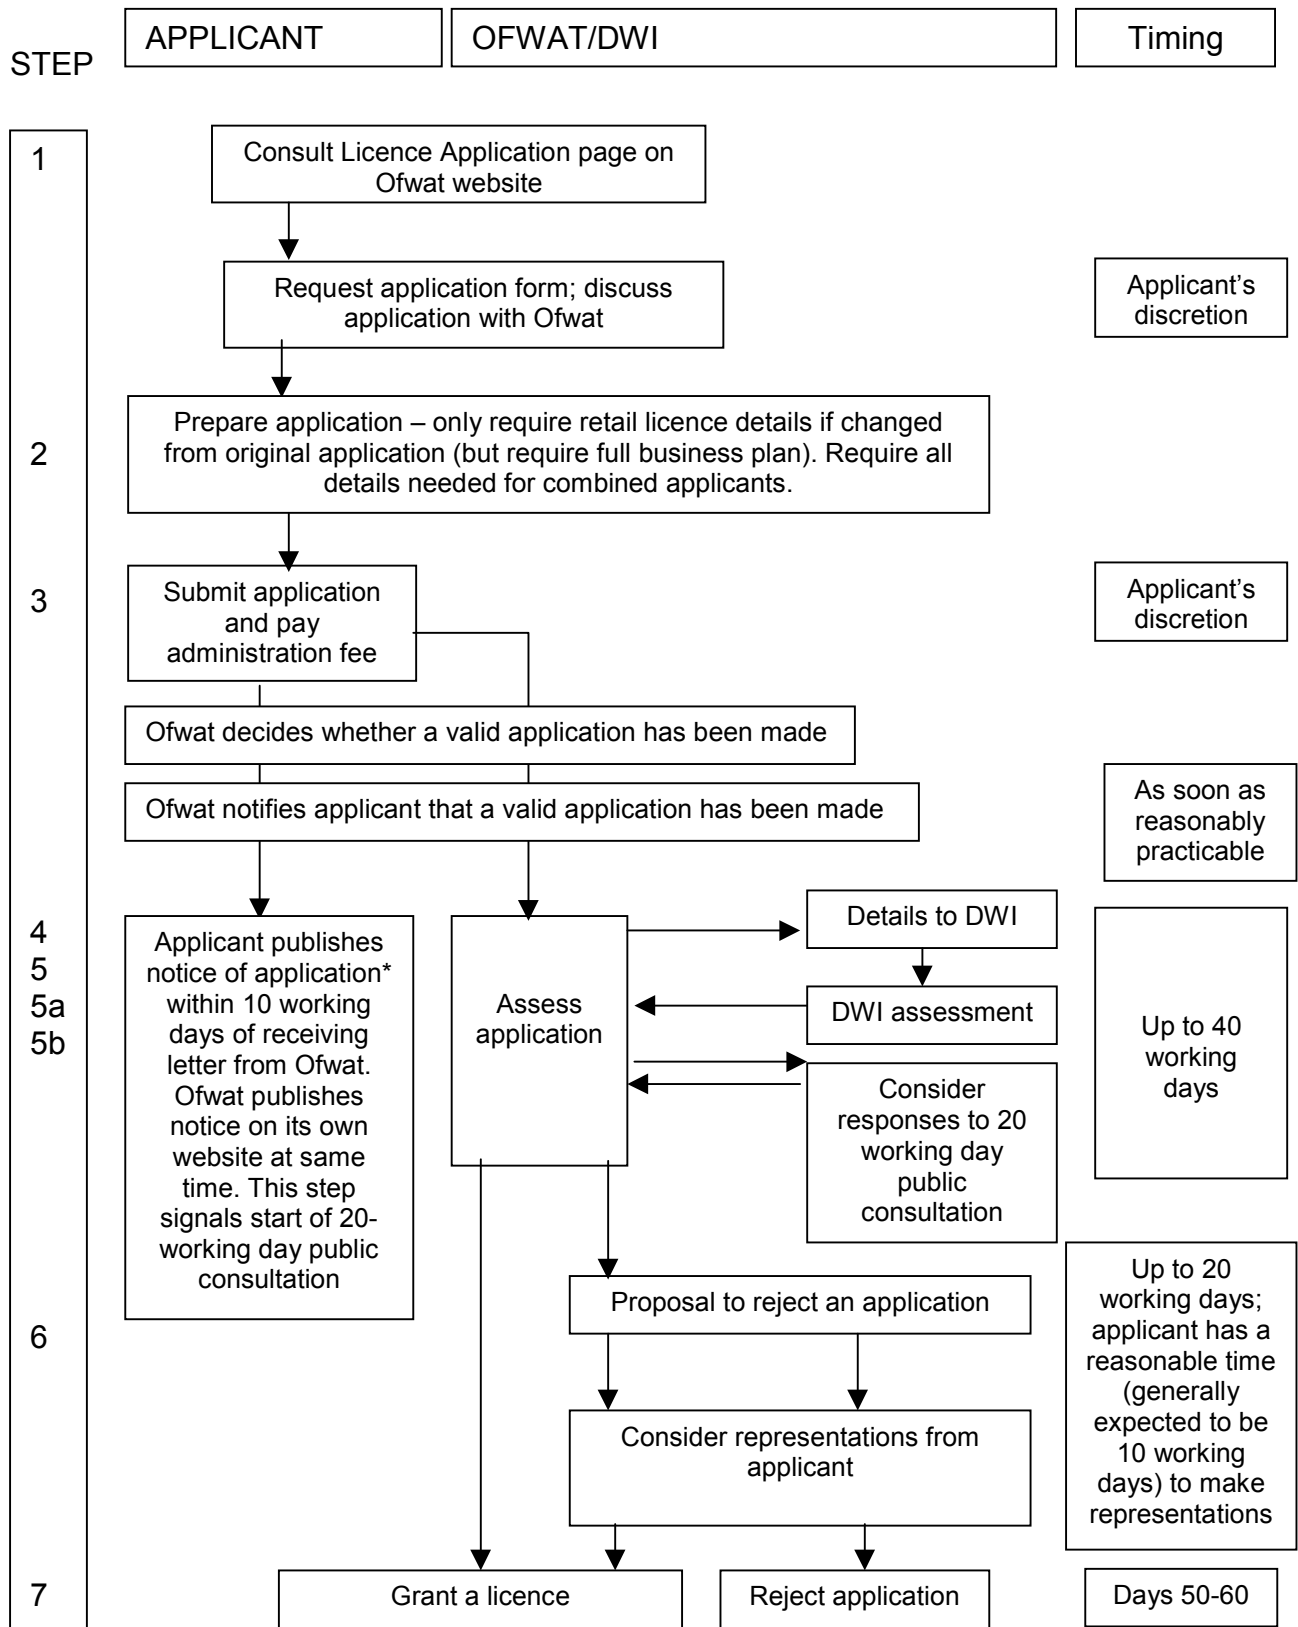 STEP
APPLICANT
OFWAT/DWI
Timing
1
Consult Licence Application page on
Ofwat website
Request application form; discuss
application with Ofwat
Applicant’s
discretion
2
Prepare application – only require retail licence details if changed
from original application (but require full business plan). Require all
details needed for combined applicants.
3
Submit application
and pay
administration fee
Applicant’s
discretion
Ofwat decides whether a valid application has been made
Ofwat notifies applicant that a valid application has been made
As soon as
reasonably
practicable
4
5
5a
5b
Applicant publishes
notice of application*
within 10 working
days of receiving
letter from Ofwat.
Ofwat publishes
notice on its own
website at same
time. This step
signals start of 20-
working day public
consultation
Assess
application
Details to DWI
DWI assessment
Consider
responses to 20
working day
public
consultation
Up to 40
working
days
6
Proposal to reject an application
Consider representations from
applicant
Up to 20
working days;
applicant has a
reasonable time
(generally
expected to be
10 working
days) to make
representations
7
Grant a licence
Reject application
Days 50-60